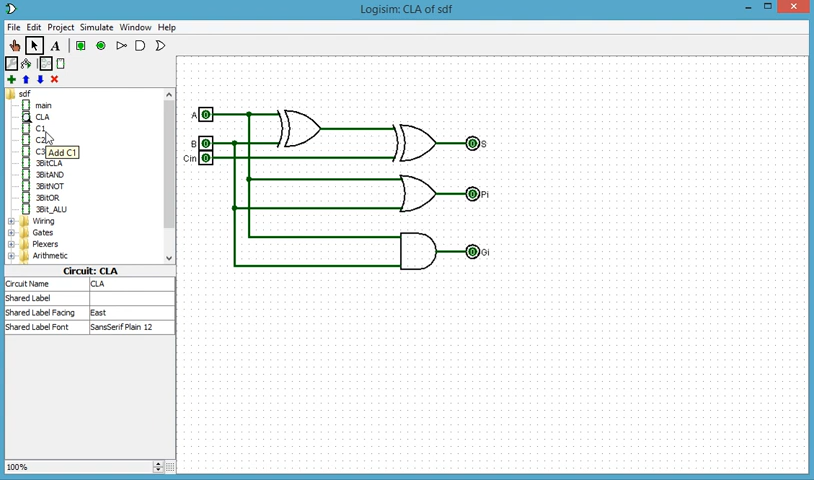 Logisim: CLA of sdf
File Edit Project Simulate Window Help
A
sdf
main
CLA
C1
C2
C3
Add C1
3BitCLA
3BitAND
3BitNOT
3BitOR
3Bit_ALU
Wiring
Gates
Plexers
Arithmetic
Circuit: CLA
Circuit Name CLA
Shared Label
Shared Label Facing East
Shared Label Font SansSerif Plain 12
100%
A 0
B 0
Cin 0
0 S
0 Pi
0 Gi